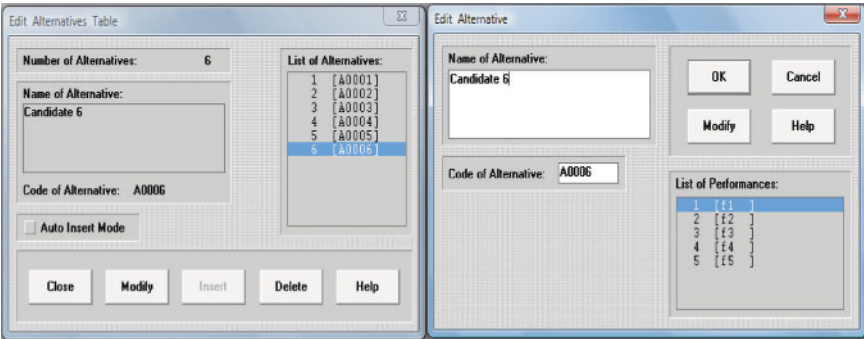 Edit Alternatives Table
Number of Alternatives: 6
Name of Alternative:
Candidate 6
Code of Alternative: A0006
Auto Insert Mode
List of Alternatives:
1 [A0001]
2 [A0002]
3 [A0003]
4 [A0004]
5 [A0005]
6 [A0006]
Close Modify Insert Delete Help
Edit Alternative
Name of Alternative:
Candidate 6
Code of Alternative: A0006
OK Cancel
Modify Help
List of Performances:
1 [f1 ]
2 [f2 ]
3 [f3 ]
4 [f4 ]
5 [f5 ]